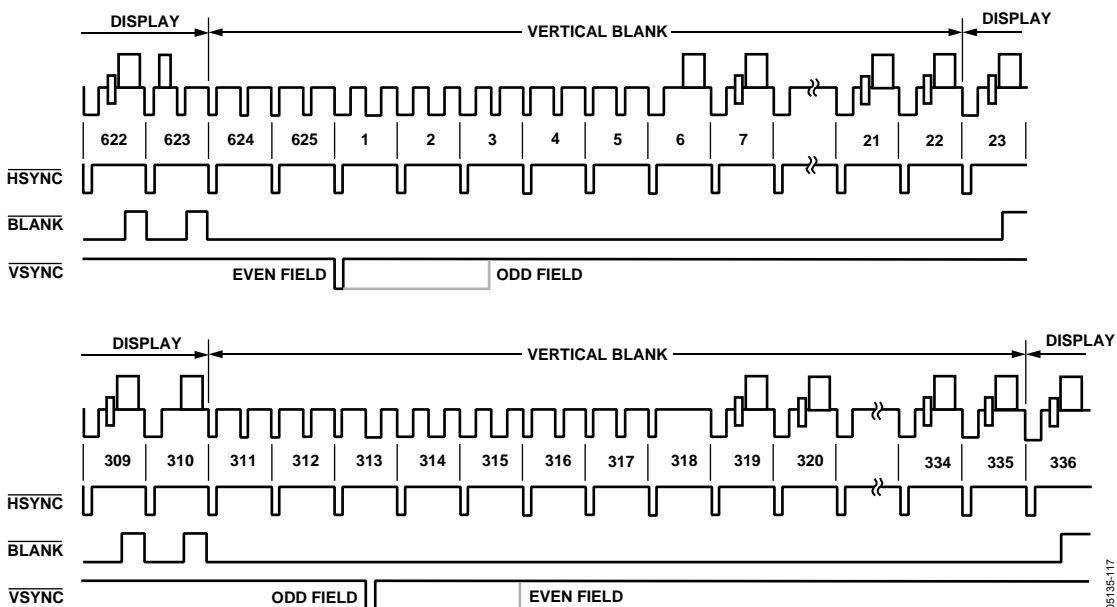 DISPLAY VERTICAL BLANK DISPLAY
622 623 624 625 1 2 3 4 5 6 7 21 22 23
HSYNC
BLANK
VSYNC EVEN FIELD ODD FIELD
DISPLAY VERTICAL BLANK DISPLAY
309 310 311 312 313 314 315 316 317 318 319 320 334 335 336
HSYNC
BLANK
VSYNC ODD FIELD EVEN FIELD
05135-117